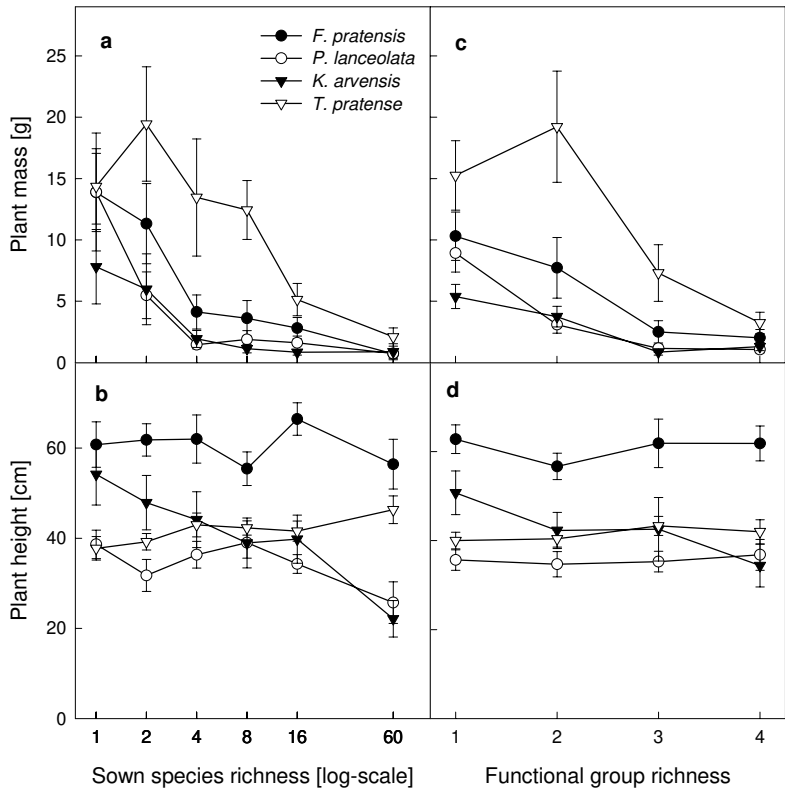 a
F. pratensis
P. lanceolata
K. arvensis
T. pratense
c
25
20
15
10
5
0
Plant mass [g]
b
d
60
40
20
0
Plant height [cm]
1 2 4 8 16 60
1 2 3 4
Sown species richness [log-scale]
Functional group richness